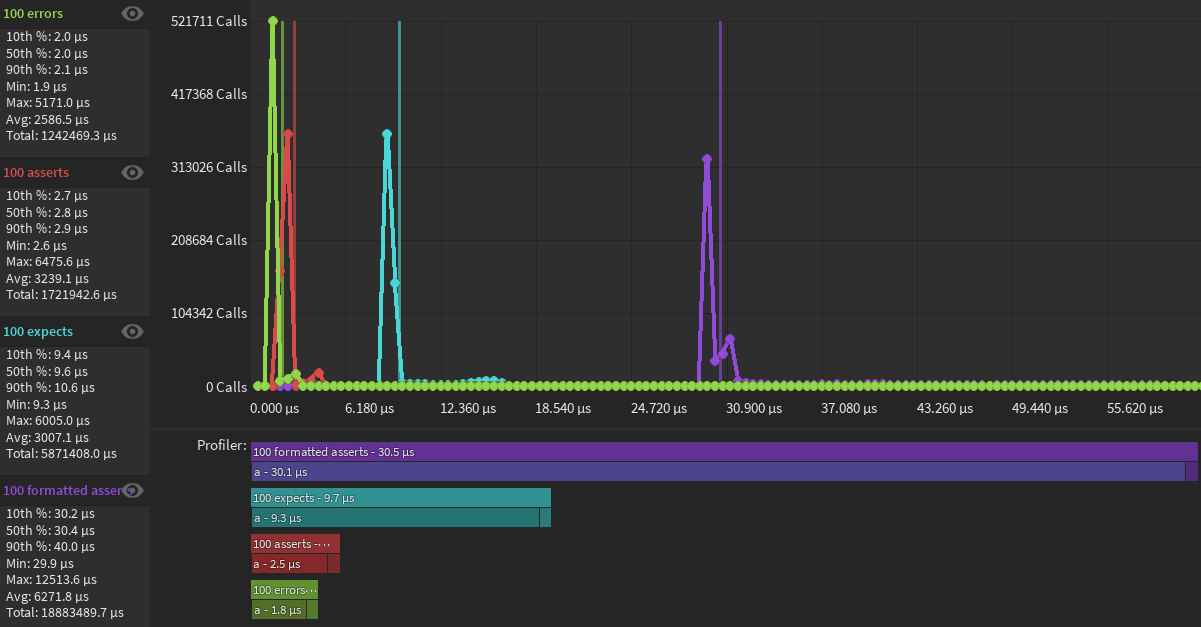 100 errors
10th %: 2.0 µs
50th %: 2.0 µs
90th %: 2.1 µs
Min: 1.9 µs
Max: 5171.0 µs
Avg: 2586.5 µs
Total: 1242469.3 µs
100 asserts
10th %: 2.7 µs
50th %: 2.8 µs
90th %: 2.9 µs
Min: 2.6 µs
Max: 6475.6 µs
Avg: 3239.1 µs
Total: 1721942.6 µs
100 expects
10th %: 9.4 µs
50th %: 9.6 µs
90th %: 10.6 µs
Min: 9.3 µs
Max: 6005.0 µs
Avg: 3007.1 µs
Total: 5871408.0 µs
100 formatted asser
10th %: 30.2 µs
50th %: 30.4 µs
90th %: 40.0 µs
Min: 29.9 µs
Max: 12513.6 µs
Avg: 6271.8 µs
Total: 18883489.7 µs
521711 Calls
417368 Calls
313026 Calls
208684 Calls
104342 Calls
0 Calls
0.000 µs 6.180 µs 12.360 µs 18.540 µs 24.720 µs 30.900 µs 37.080 µs 43.260 µs 49.440 µs 55.620 µs
Profiler:
100 formatted asserts - 30.5 µs
a - 30.1 µs
100 expects - 9.7 µs
a - 9.3 µs
100 asserts -···
a - 2.5 µs
100 errors···
a - 1.8 µs